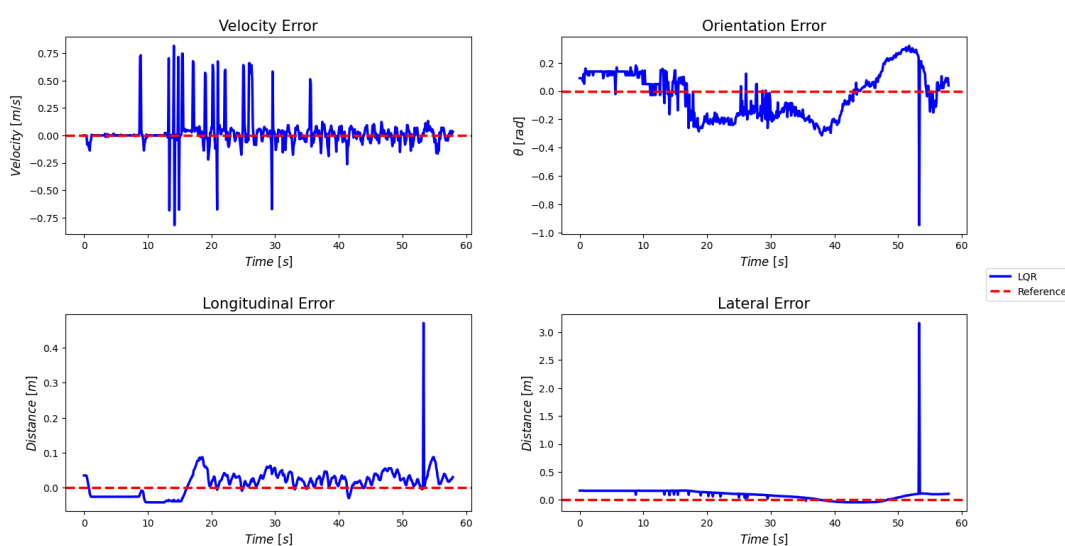 Velocity Error
Velocity [m/s]
0.75
0.50
0.25
0.00
−0.25
−0.50
−0.75
0 10 20 30 40 50 60
Time [s]
Orientation Error
θ [rad]
0.2
0.0
−0.2
−0.4
−0.6
−0.8
−1.0
0 10 20 30 40 50 60
Time [s]
LQR
Reference
Longitudinal Error
Distance [m]
0.4
0.3
0.2
0.1
0.0
0 10 20 30 40 50 60
Time [s]
Lateral Error
Distance [m]
3.0
2.5
2.0
1.5
1.0
0.5
0.0
0 10 20 30 40 50 60
Time [s]